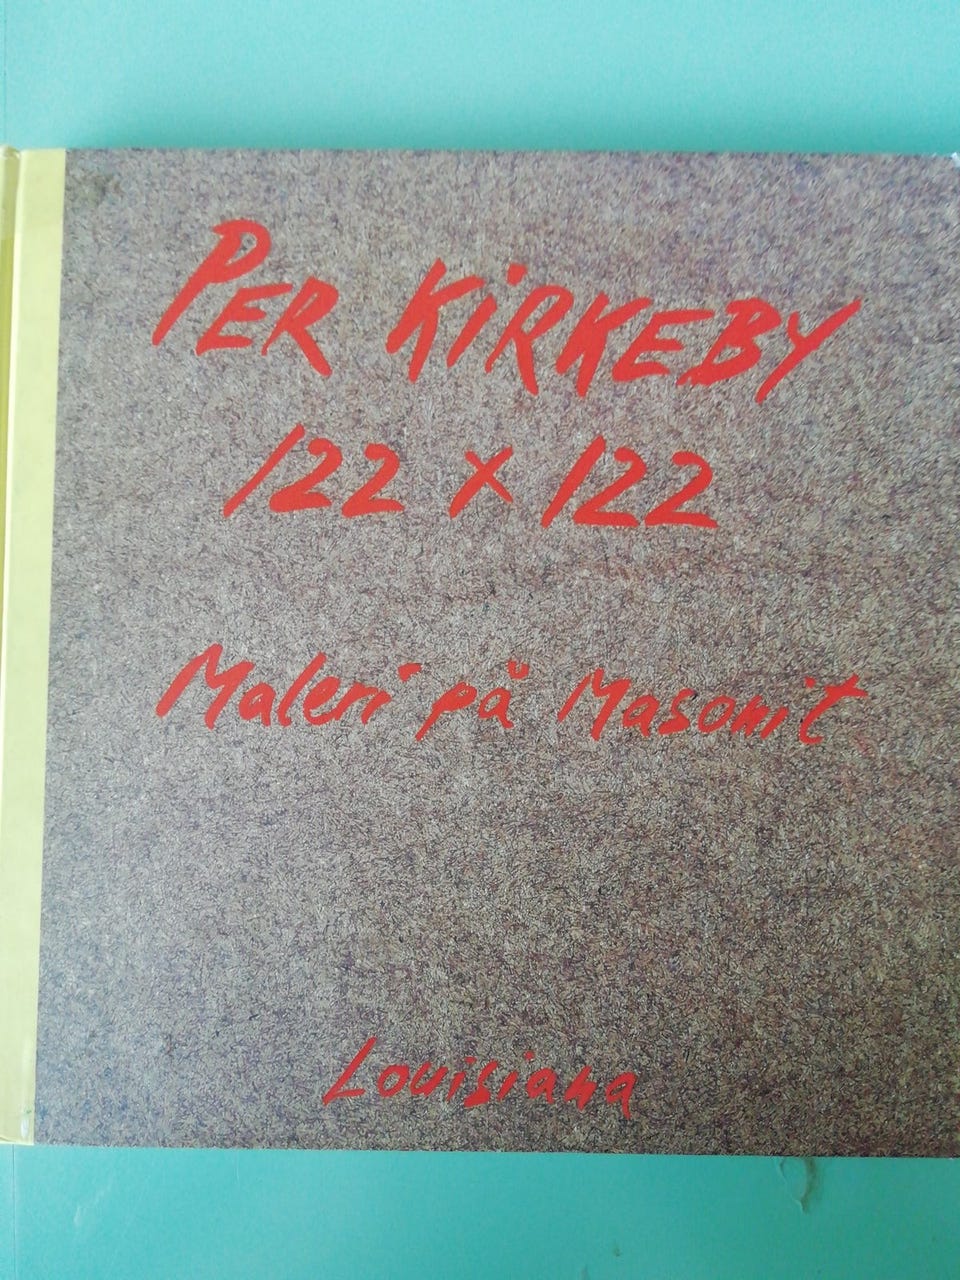 PER KIRKEBY
122 x 122
Maleri på Masonit
Louisiana